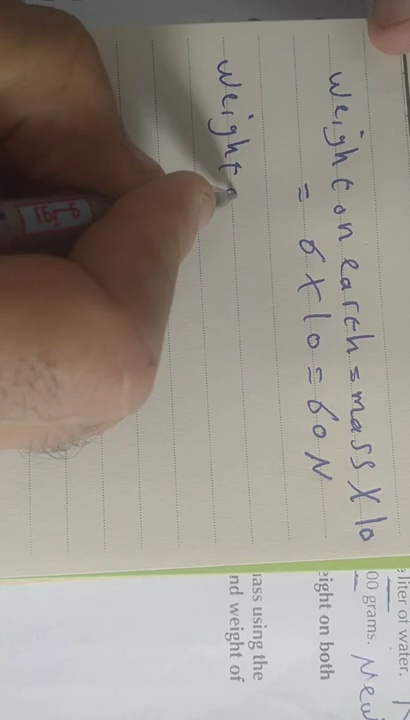 weight on earth = mass X 10
= 6 X 10 = 60 N
weight
liter of water.
00 grams.
eight on both
ass using the
nd weight of